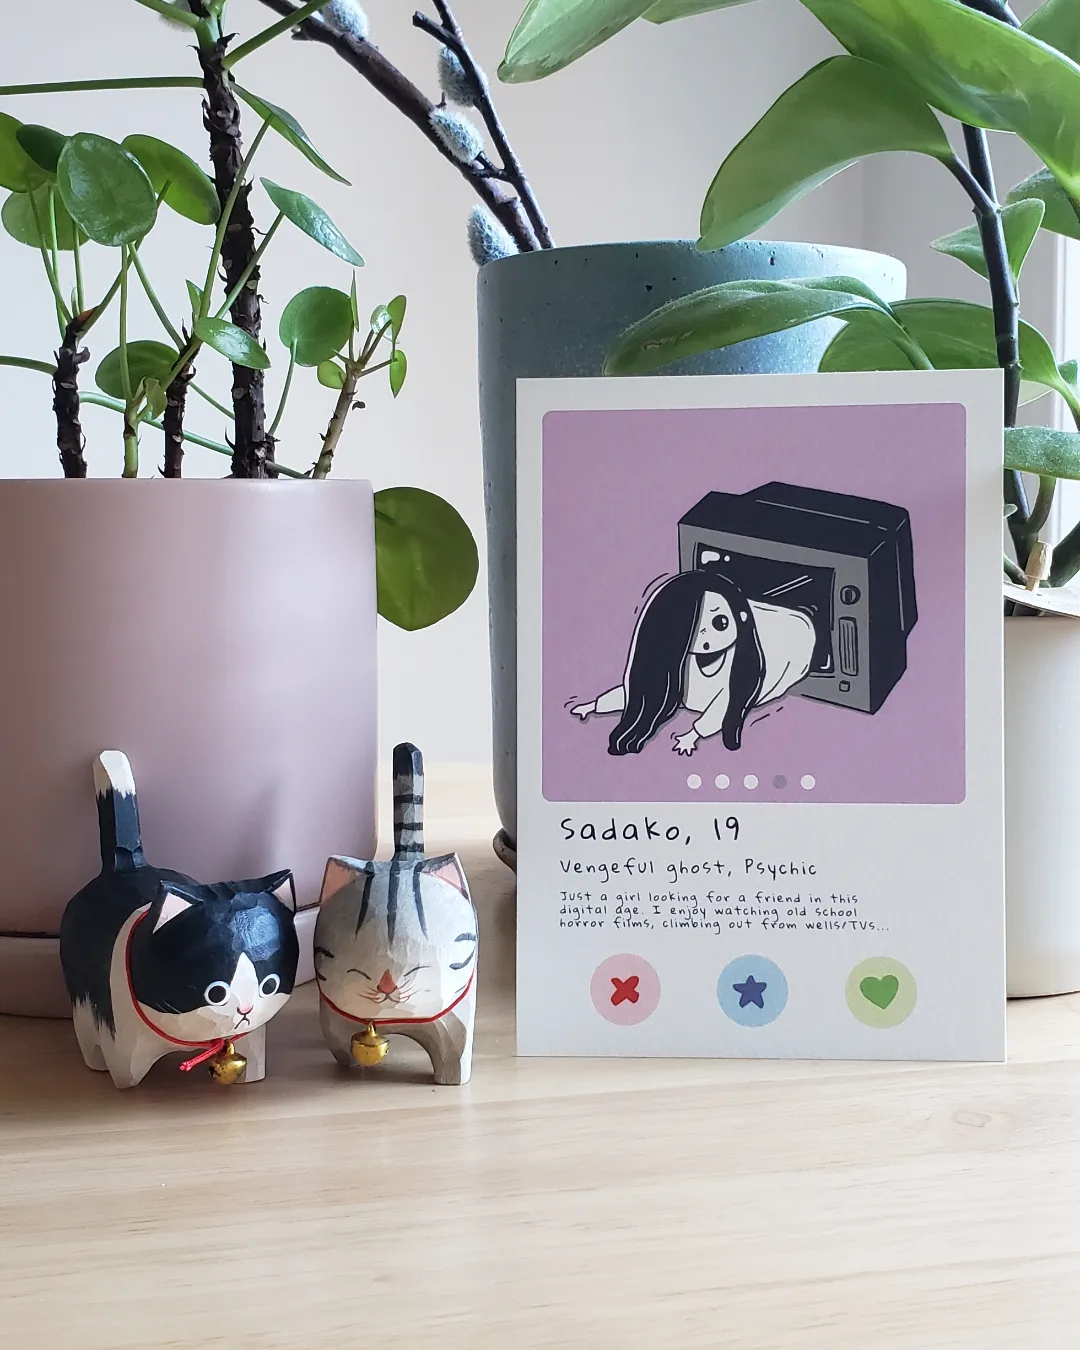 Sadako, 19
Vengeful ghost, Psychic
Just a girl looking for a friend in this
digital age. I enjoy watching old school
horror films, climbing out from wells/TVs...